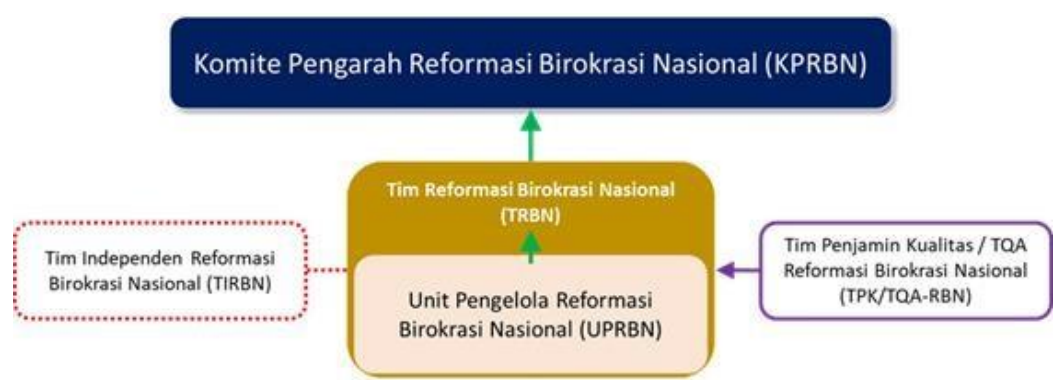 Komite Pengarah Reformasi Birokrasi Nasional (KPRBN)
Tim Reformasi Birokrasi Nasional
(TRBN)
Tim Independen Reformasi
Birokrasi Nasional (TIRBN)
Unit Pengelola Reformasi
Birokrasi Nasional (UPRBN)
Tim Penjamin Kualitas / TQA
Reformasi Birokrasi Nasional
(TPK/TQA-RBN)